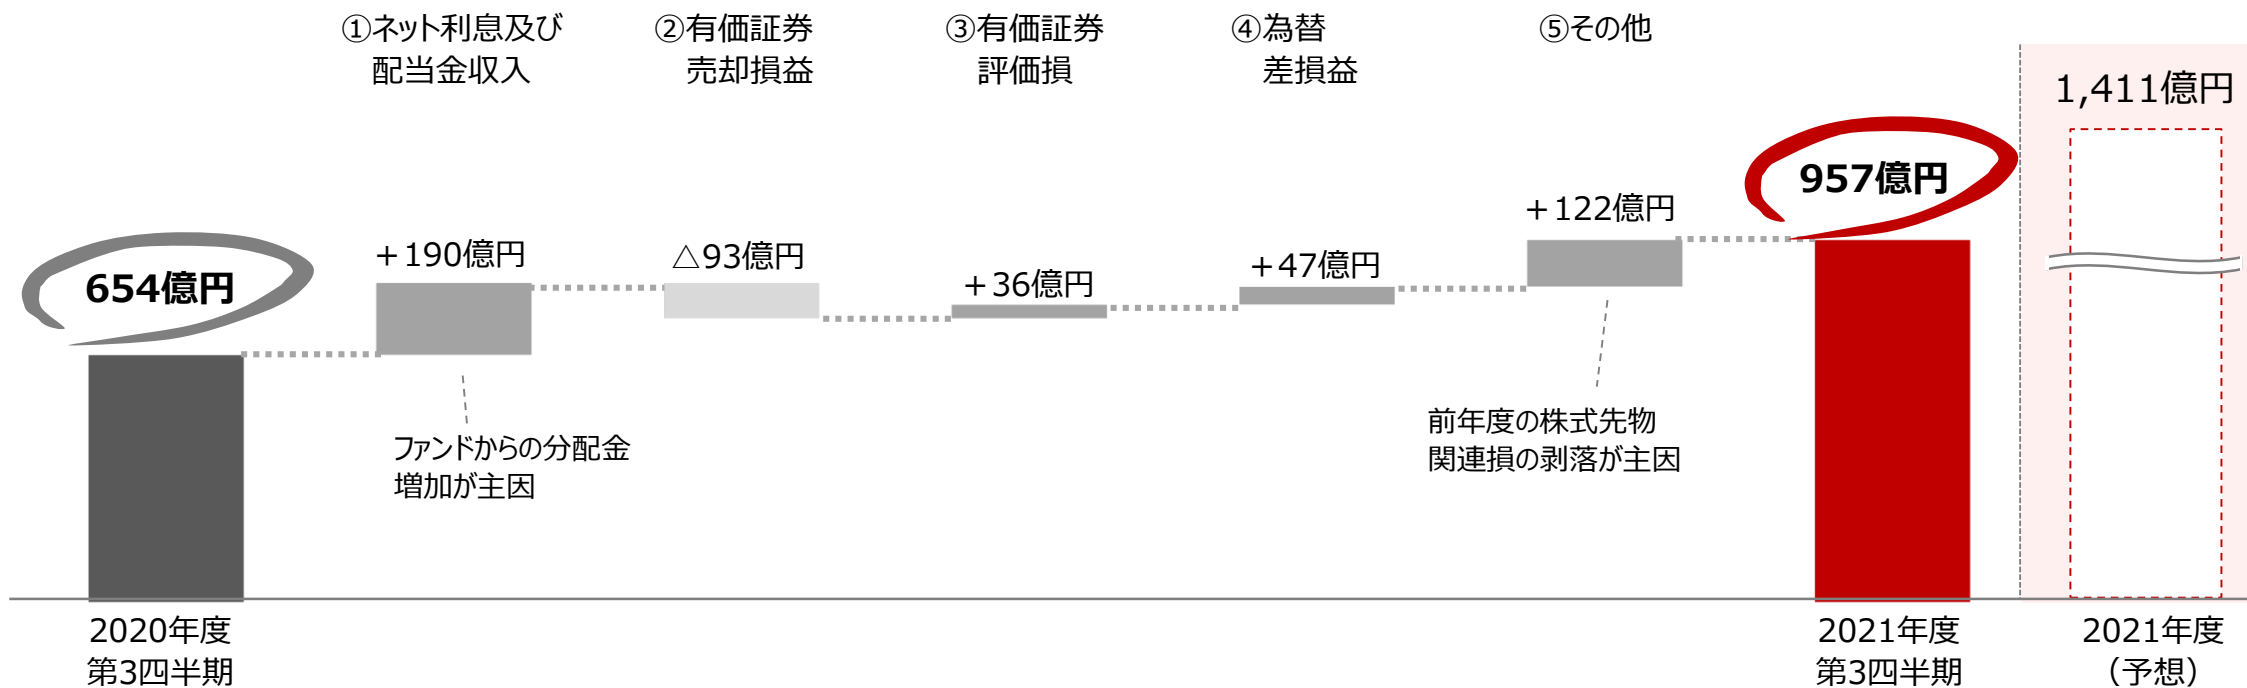 ①ネット利息及び
配当金収入
②有価証券
売却損益
③有価証券
評価損
④為替
差損益
⑤その他
1,411億円
654億円
＋190億円
△93億円
＋36億円
＋47億円
＋122億円
957億円
ファンドからの分配金
増加が主因
前年度の株式先物
関連損の剥落が主因
2020年度
第3四半期
2021年度
第3四半期
2021年度
（予想）